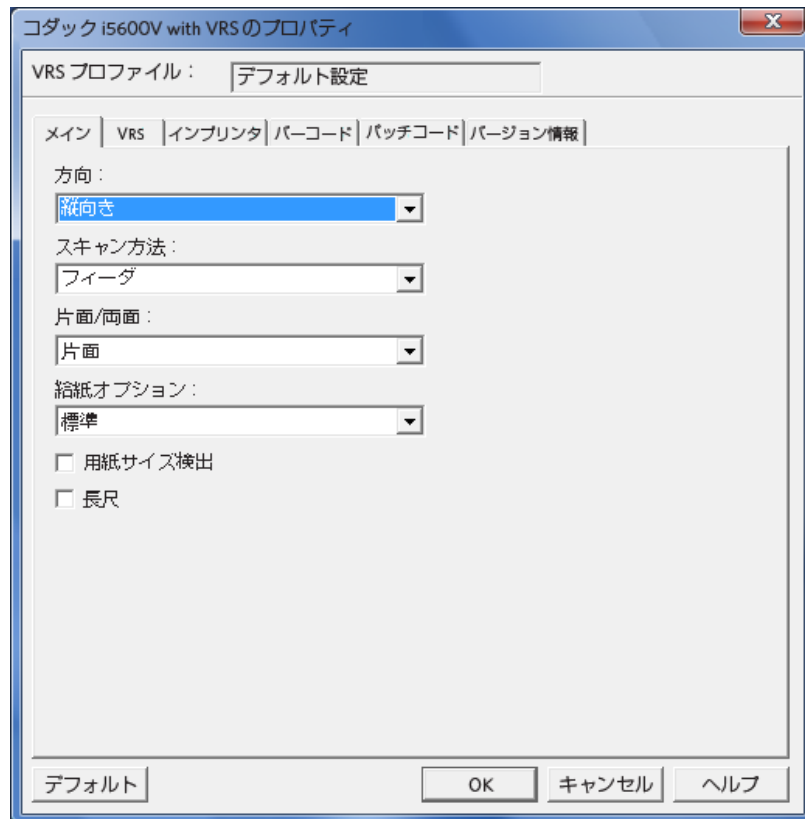 コダック i5600V with VRSのプロパティ
VRS プロファイル： デフォルト設定
メイン VRS インプリンタ バーコード パッチコード バージョン情報
方向：
縦向き
スキャン方法：
フィーダ
片面/両面：
片面
給紙オプション：
標準
用紙サイズ検出
長尺
デフォルト OK キャンセル ヘルプ